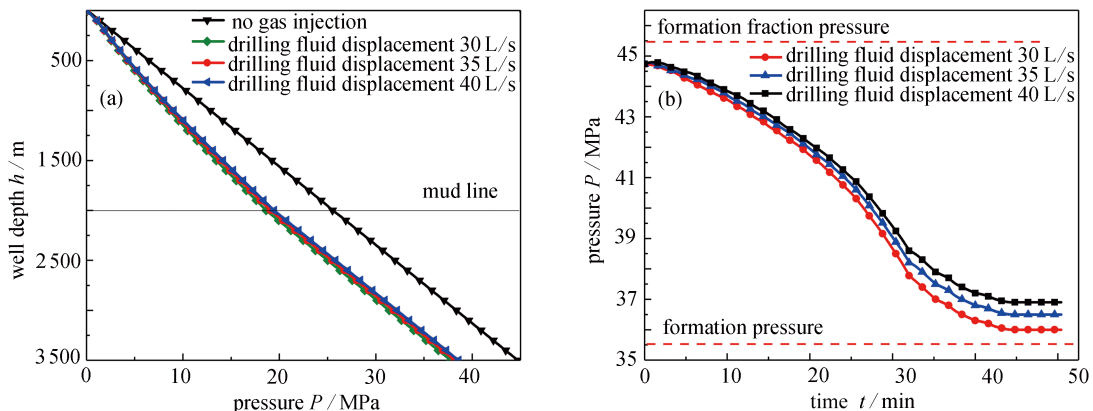 no gas injection
drilling fluid displacement 30 L/s
drilling fluid displacement 35 L/s
drilling fluid displacement 40 L/s
(a)
500
1 500
2 500
3 500
well depth h / m
mud line
0
10
20
30
40
pressure P / MPa
formation fraction pressure
drilling fluid displacement 30 L/s
drilling fluid displacement 35 L/s
drilling fluid displacement 40 L/s
(b)
45
43
41
39
37
35
pressure P / MPa
formation pressure
0
10
20
30
40
50
time t / min